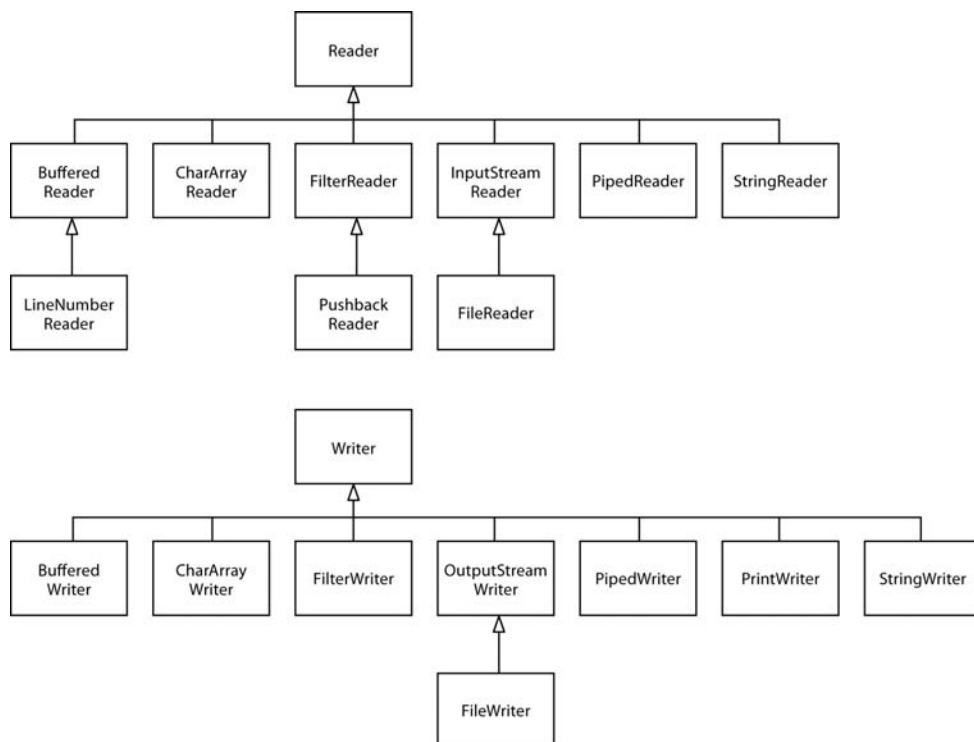 Reader
Buffered
Reader
CharArray
Reader
FilterReader
InputStream
Reader
PipedReader
StringReader
LineNumber
Reader
Pushback
Reader
FileReader
Writer
Buffered
Writer
CharArray
Writer
FilterWriter
OutputStream
Writer
PipedWriter
PrintWriter
StringWriter
FileWriter